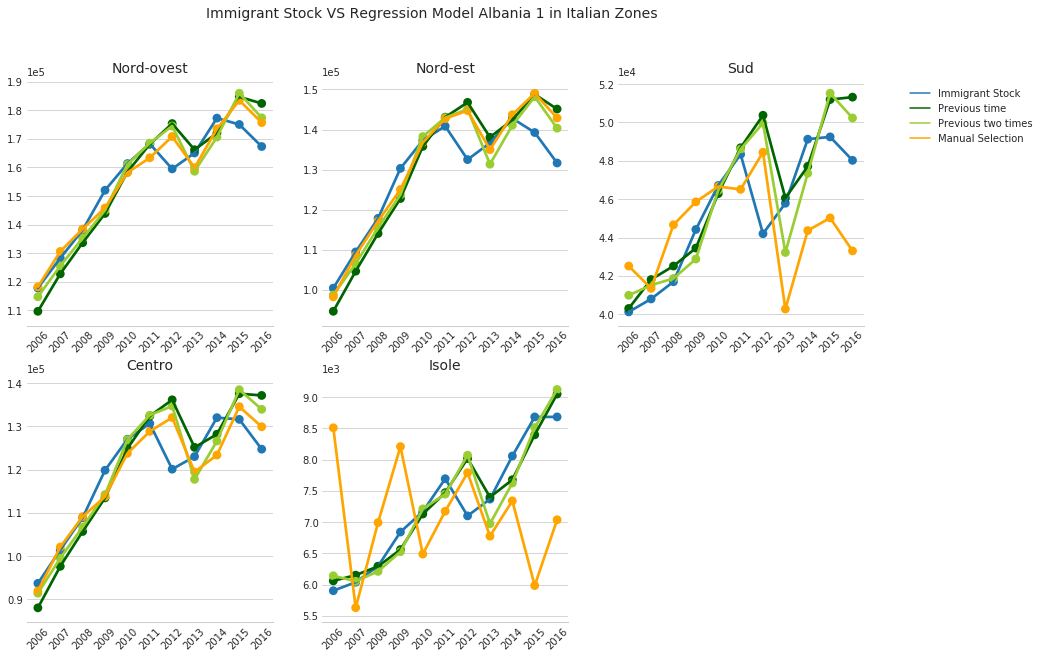 Immigrant Stock VS Regression Model Albania 1 in Italian Zones
Nord-ovest
1e5
1.9
1.8
1.7
1.6
1.5
1.4
1.3
1.2
1.1
2006 2007 2008 2009 2010 2011 2012 2013 2014 2015 2016
Nord-est
1e5
1.5
1.4
1.3
1.2
1.1
1.0
2006 2007 2008 2009 2010 2011 2012 2013 2014 2015 2016
Sud
1e4
5.2
5.0
4.8
4.6
4.4
4.2
4.0
2006 2007 2008 2009 2010 2011 2012 2013 2014 2015 2016
Immigrant Stock
Previous time
Previous two times
Manual Selection
Centro
1e5
1.4
1.3
1.2
1.1
1.0
0.9
2006 2007 2008 2009 2010 2011 2012 2013 2014 2015 2016
Isole
1e3
9.0
8.5
8.0
7.5
7.0
6.5
6.0
5.5
2006 2007 2008 2009 2010 2011 2012 2013 2014 2015 2016